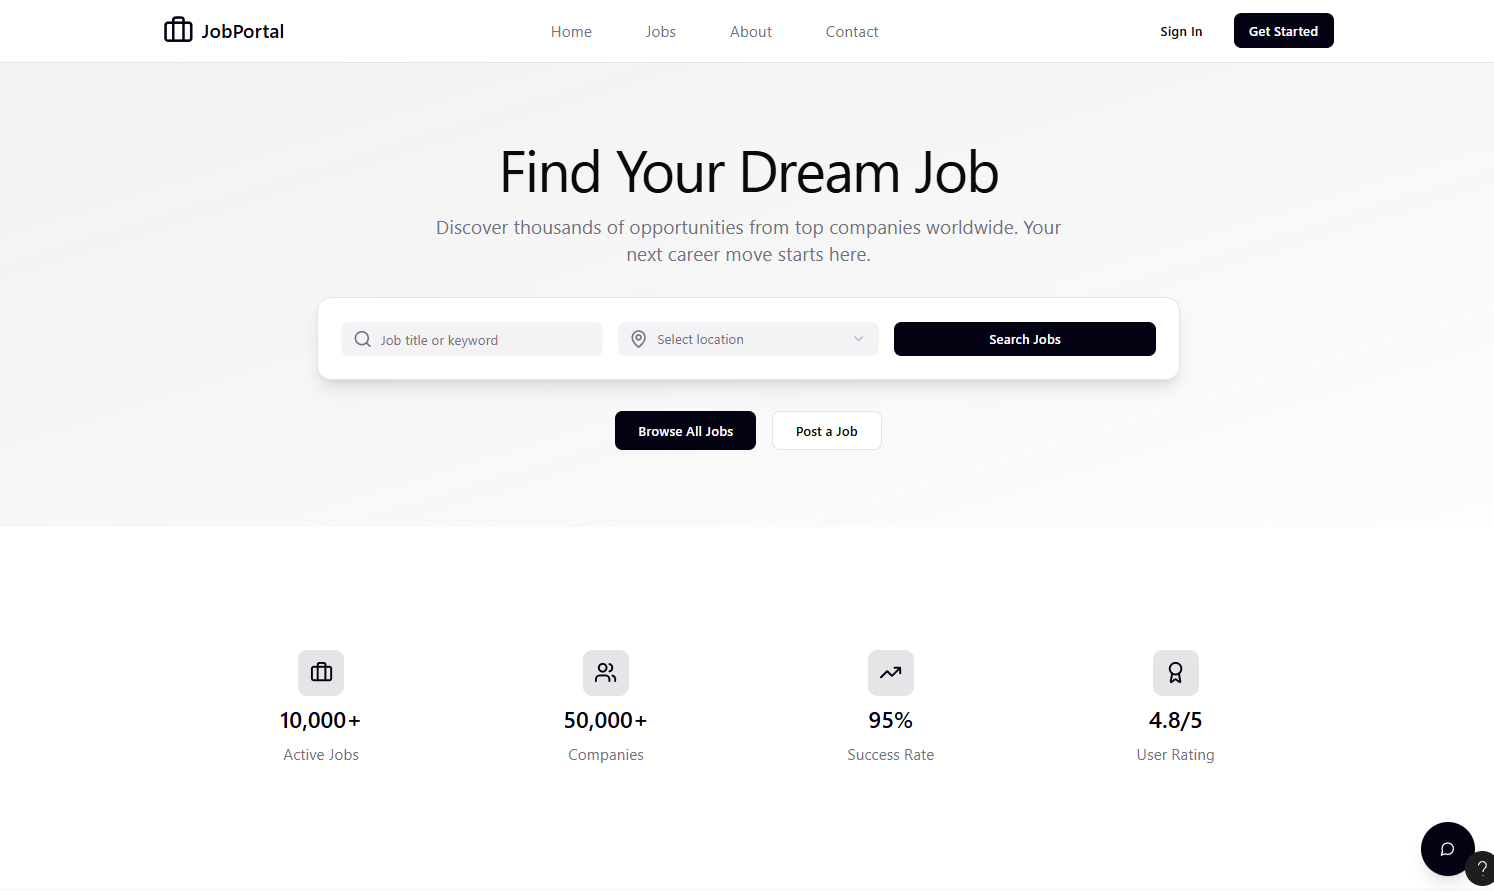 JobPortal
Home
Jobs
About
Contact
Sign In
Get Started
Find Your Dream Job
Discover thousands of opportunities from top companies worldwide. Your
next career move starts here.
Job title or keyword
Select location
Search Jobs
Browse All Jobs
Post a Job
10,000+
Active Jobs
50,000+
Companies
95%
Success Rate
4.8/5
User Rating
?